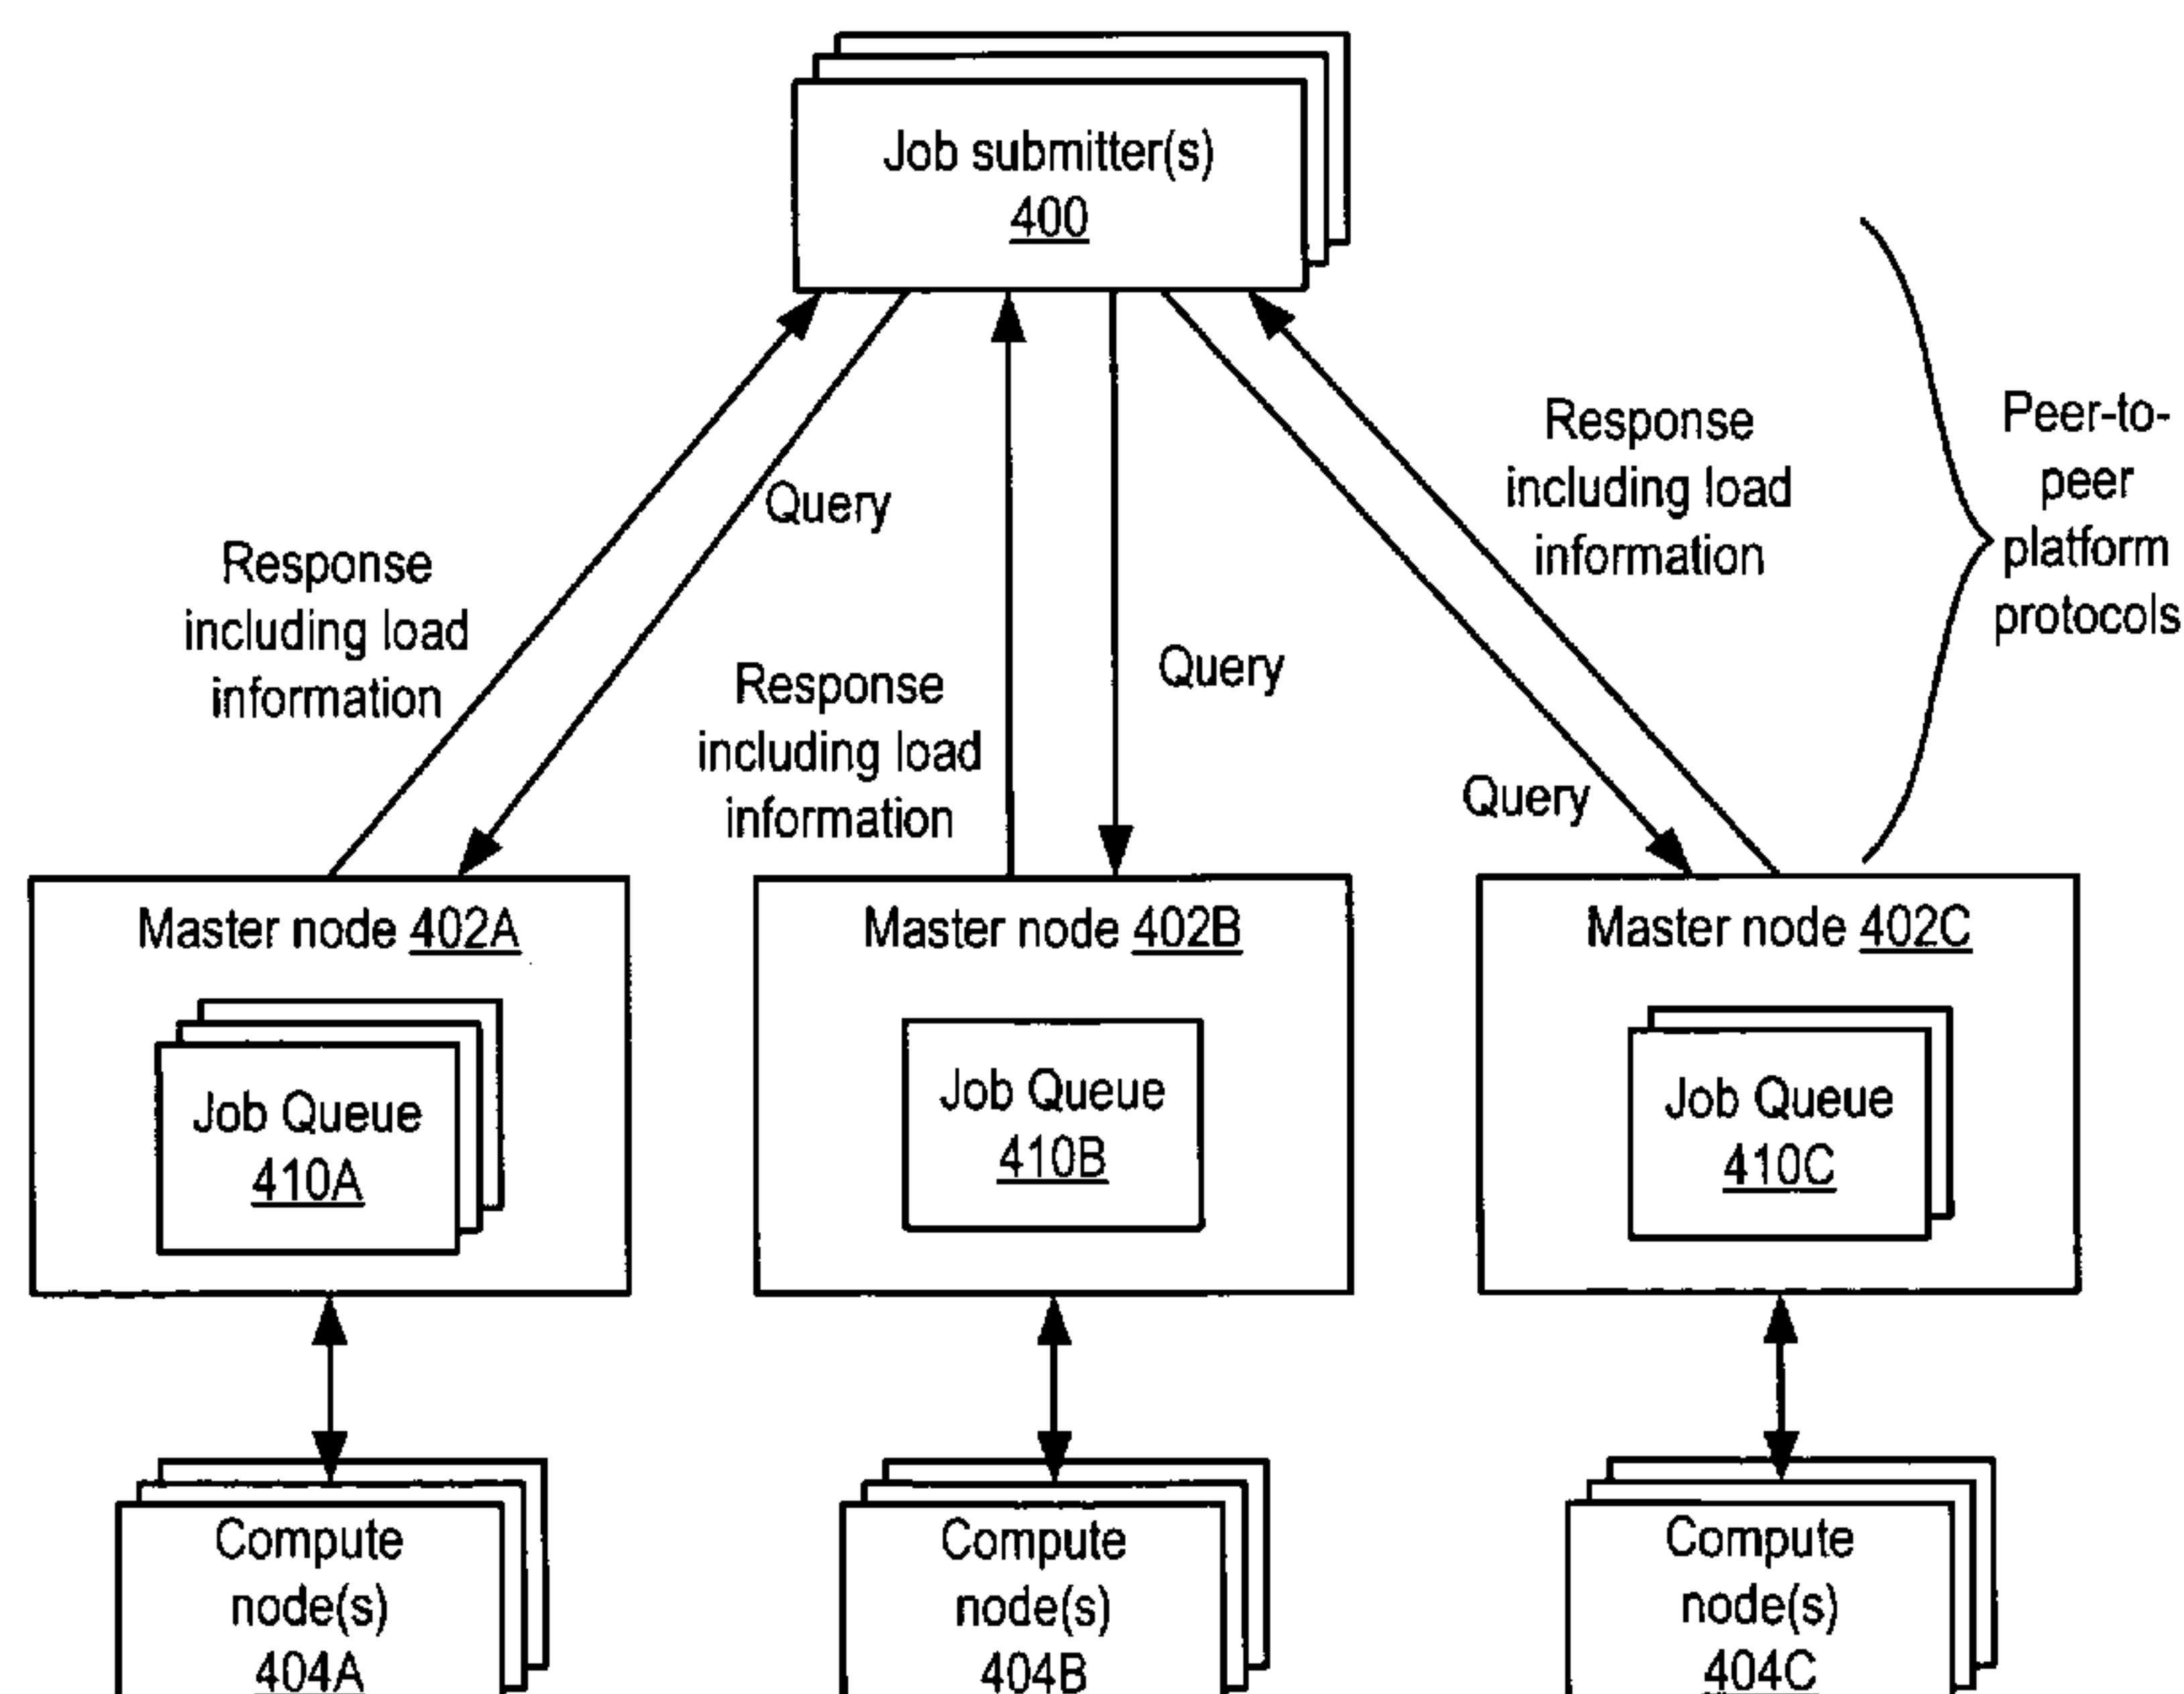 Job submitter(s)
400
Query
Response
including load
information
Response
including load
information
Query
Response
including load
information
Query
Peer-to-
peer
platform
protocols
Master node 402A
Job Queue
410A
Master node 402B
Job Queue
410B
Master node 402C
Job Queue
410C
Compute
node(s)
404A
Compute
node(s)
404B
Compute
node(s)
404C